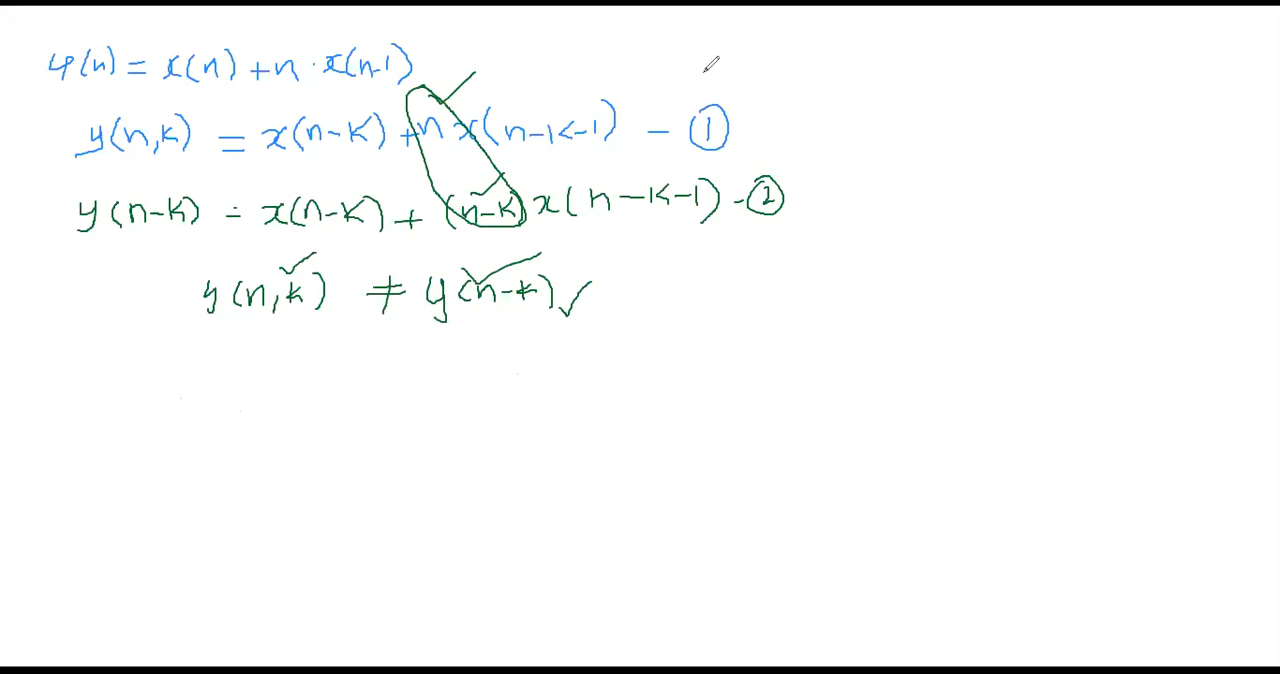 y(n) = x(n) + n · x(n-1)
y(n,k) = x(n-k) + n x(n-k-1) - ①
y(n-k) = x(n-k) + (n-k) x(n-k-1) - ②
y(n,k) ≠ y(n-k)